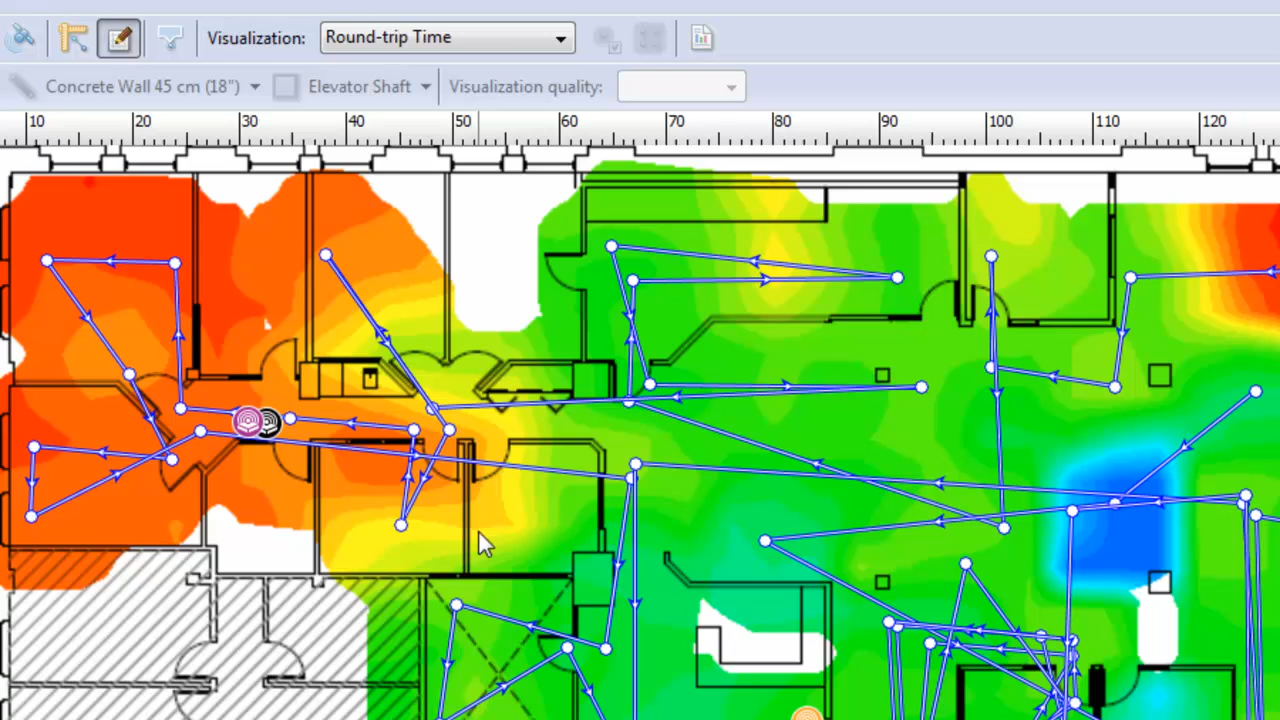 Visualization: Round-trip Time
Concrete Wall 45 cm (18") Elevator Shaft Visualization quality:
10 20 30 40 50 60 70 80 90 100 110 120